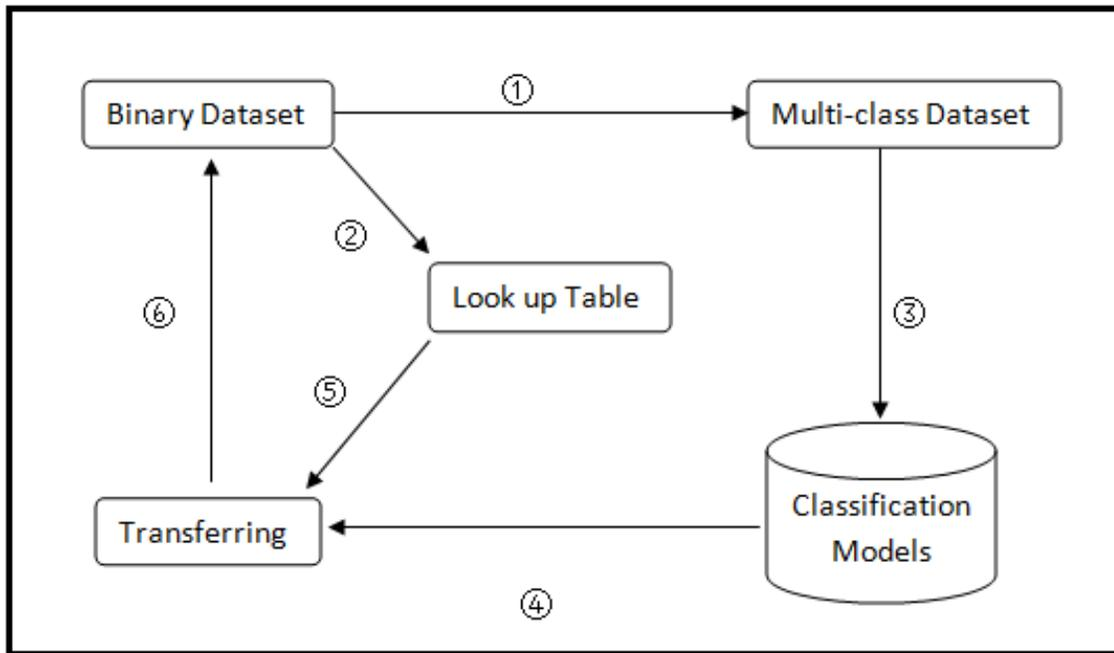 Binary Dataset
①
Multi-class Dataset
②
Look up Table
⑥
③
⑤
Transferring
Classification
Models
④